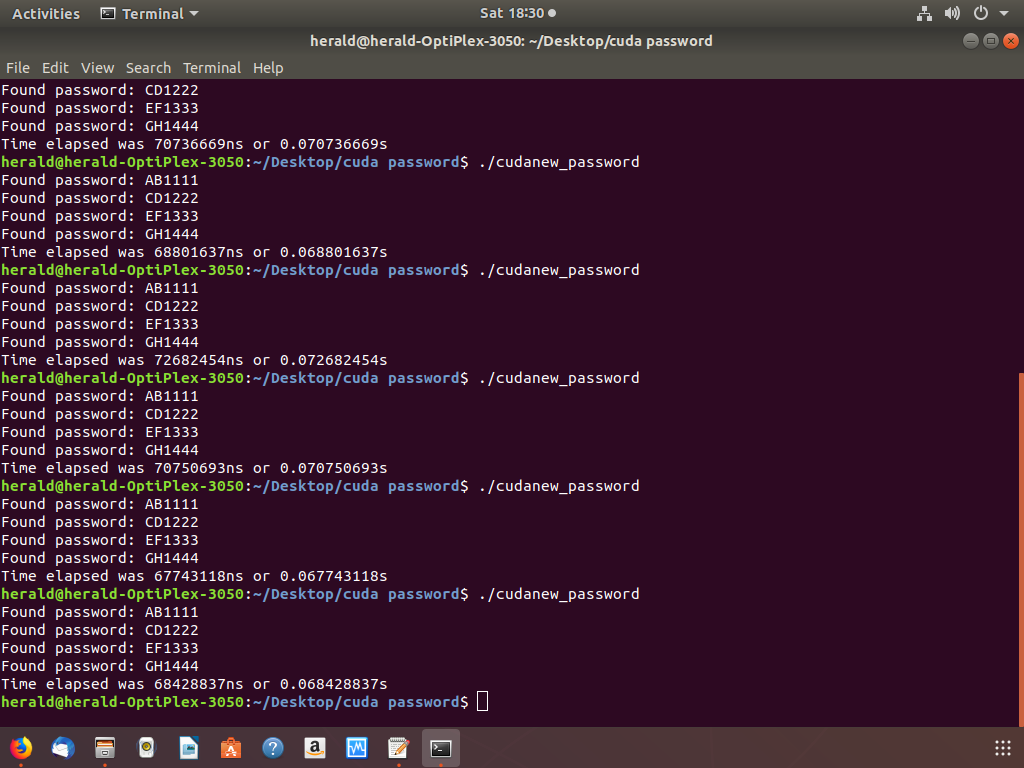 Activities Terminal Sat 18:30
herald@herald-OptiPlex-3050: ~/Desktop/cuda password
File Edit View Search Terminal Help
Found password: CD1222
Found password: EF1333
Found password: GH1444
Time elapsed was 70736669ns or 0.070736669s
herald@herald-OptiPlex-3050:~/Desktop/cuda password$ ./cudanew_password
Found password: AB1111
Found password: CD1222
Found password: EF1333
Found password: GH1444
Time elapsed was 68801637ns or 0.068801637s
herald@herald-OptiPlex-3050:~/Desktop/cuda password$ ./cudanew_password
Found password: AB1111
Found password: CD1222
Found password: EF1333
Found password: GH1444
Time elapsed was 72682454ns or 0.072682454s
herald@herald-OptiPlex-3050:~/Desktop/cuda password$ ./cudanew_password
Found password: AB1111
Found password: CD1222
Found password: EF1333
Found password: GH1444
Time elapsed was 70750693ns or 0.070750693s
herald@herald-OptiPlex-3050:~/Desktop/cuda password$ ./cudanew_password
Found password: AB1111
Found password: CD1222
Found password: EF1333
Found password: GH1444
Time elapsed was 67743118ns or 0.067743118s
herald@herald-OptiPlex-3050:~/Desktop/cuda password$ ./cudanew_password
Found password: AB1111
Found password: CD1222
Found password: EF1333
Found password: GH1444
Time elapsed was 68428837ns or 0.068428837s
herald@herald-OptiPlex-3050:~/Desktop/cuda password$